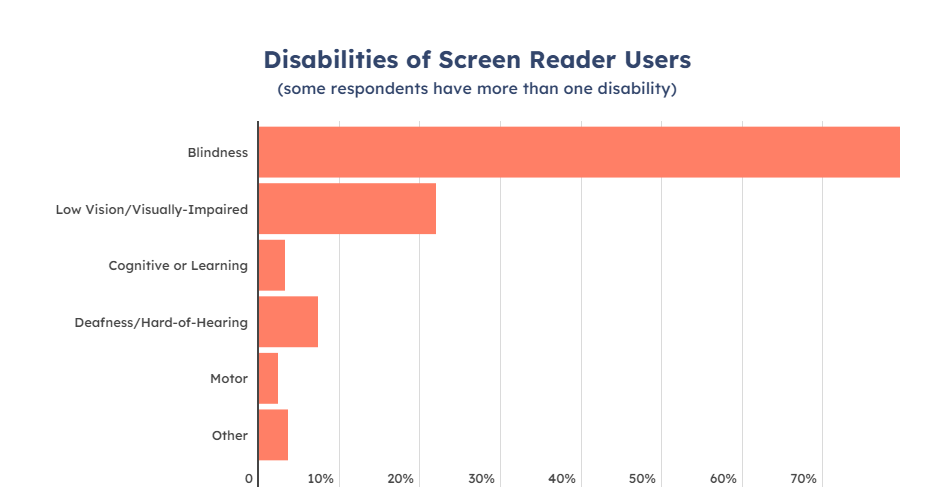 Disabilities of Screen Reader Users
(some respondents have more than one disability)
Blindness
Low Vision/Visually-Impaired
Cognitive or Learning
Deafness/Hard-of-Hearing
Motor
Other
0 10% 20% 30% 40% 50% 60% 70%